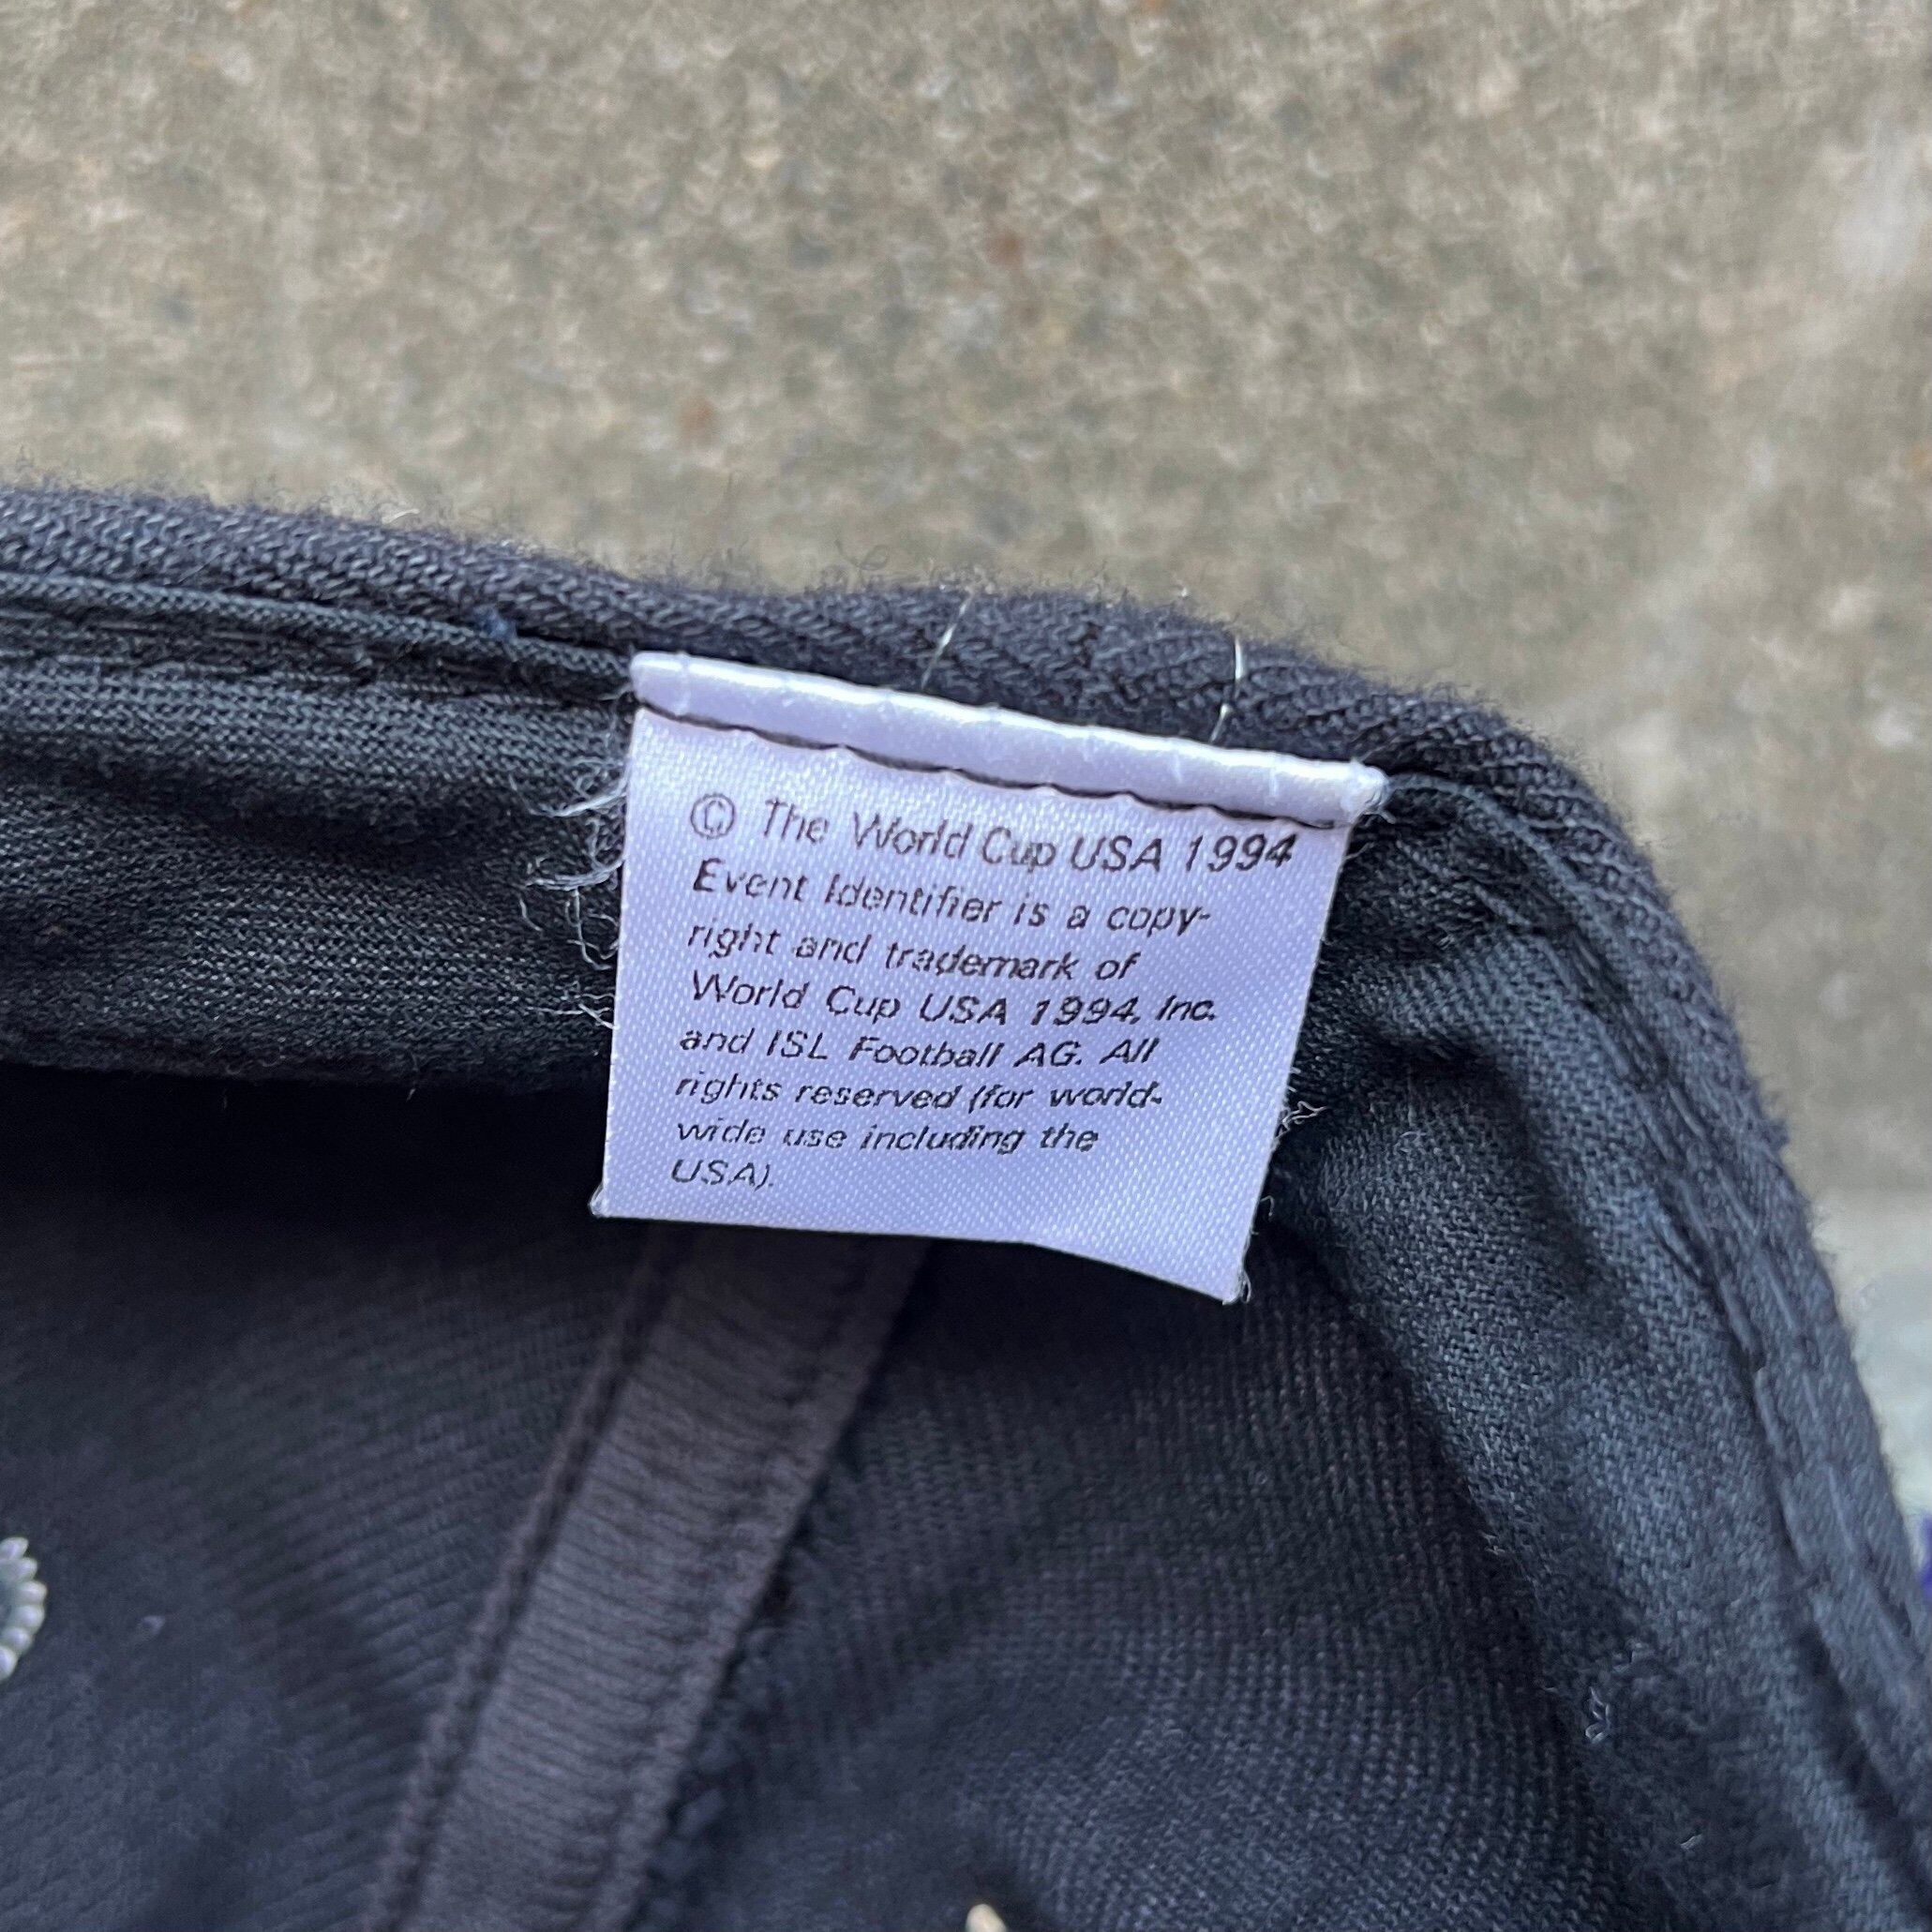 © The World Cup USA 1994
Event Identifier is a copy-
right and trademark of
World Cup USA 1994, Inc.
and ISL Football AG. All
rights reserved (for world-
wide use including the
USA).